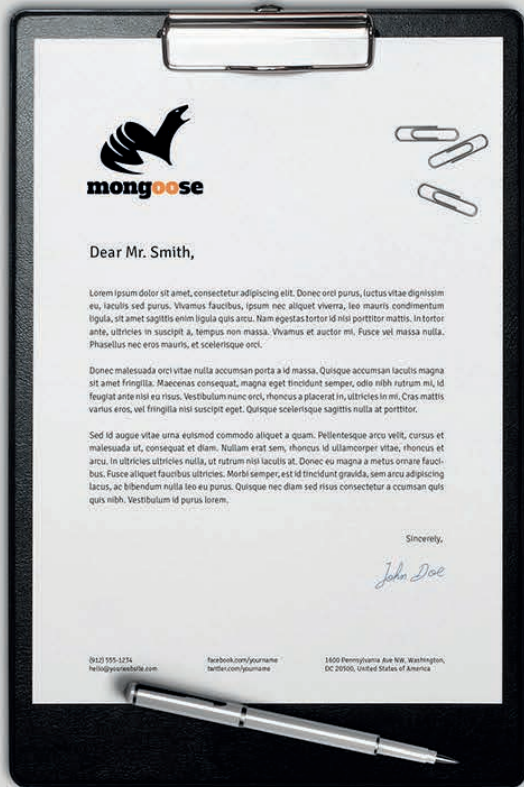 mongoose
Dear Mr. Smith,
Lorem ipsum dolor sit amet, consectetur adipiscing elit. Donec orci purus, luctus vitae dignissim
eu, iaculis sed purus. Vivamus faucibus, ipsum nec aliquet viverra, leo mauris condimentum
ligula, sit amet sagittis enim ligula quis arcu. Nam egestas tortor id nisi porttitor mattis. In tortor
ante, ultricies in suscipit a, tempus non massa. Vivamus et auctor mi. Fusce vel massa nulla.
Phasellus nec eros mauris, et scelerisque orci.
Donec malesuada orci vitae nulla accumsan porta a id massa. Quisque accumsan iaculis magna
sit amet fringilla. Maecenas consequat, magna eget tincidunt semper, odio nibh rutrum mi, id
feugiat ante nisi eu risus. Vestibulum nunc orci, rhoncus a placerat in, ultricies in mi. Cras mattis
varius eros, vel fringilla nisi suscipit eget. Quisque scelerisque sagittis nulla at porttitor.
Sed id augue vitae urna euismod commodo aliquet a quam. Pellentesque arcu velit, cursus et
malesuada ut, consequat et diam. Nullam erat sem, rhoncus id ullamcorper vitae, rhoncus et
arcu. In ultricies ultricies nulla, ut rutrum nisi iaculis at. Donec eu magna a metus ornare fauci-
bus. Fusce aliquet faucibus ultricies. Morbi semper, est id tincidunt gravida, sem arcu adipiscing
lacus, ac bibendum nulla leo eu purus. Quisque nec diam sed risus consectetur a ccumsan quis
quis nibh. Vestibulum id purus lorem.
Sincerely,
John Doe
(912) 555-1234
hello@yourwebsite.com
facebook.com/yourname
twitter.com/yourname
1600 Pennsylvania Ave NW, Washington,
DC 20500, United States of America